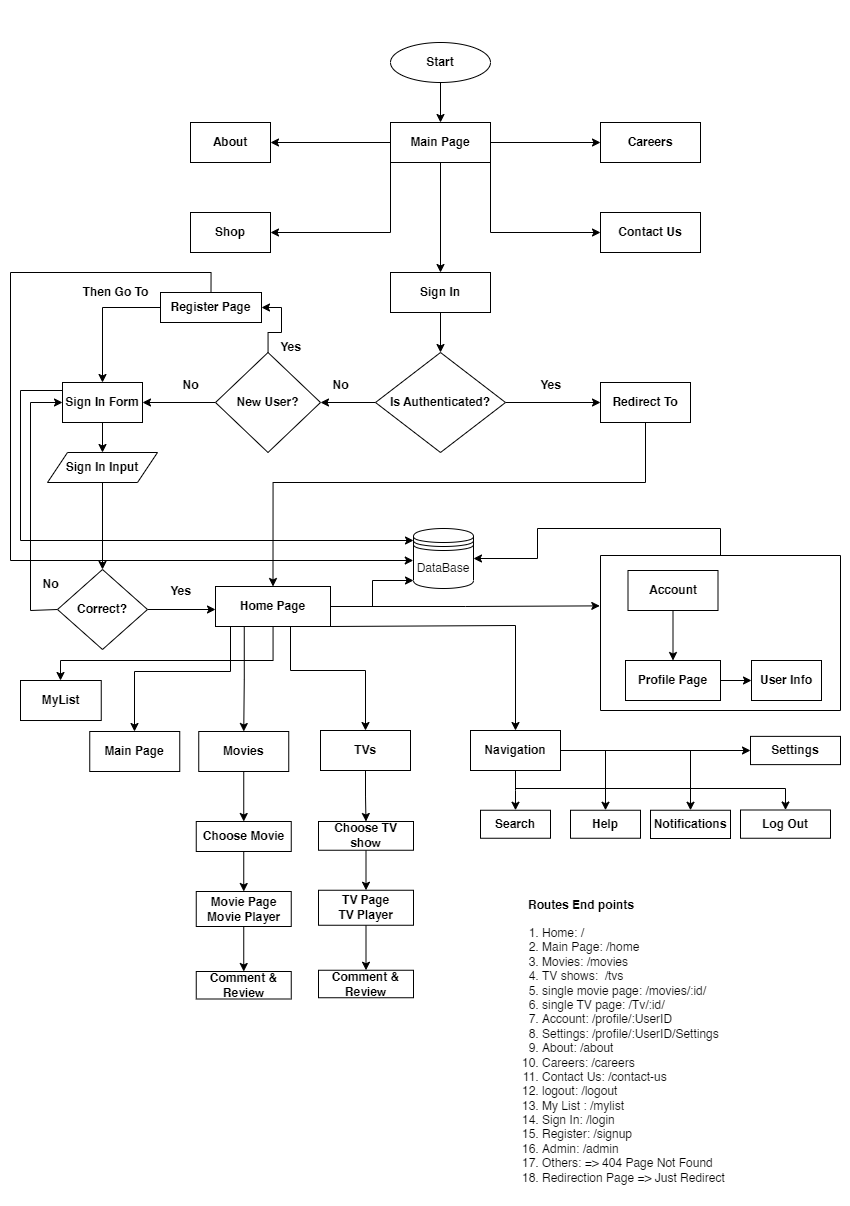 Start
About
Main Page
Careers
Shop
Contact Us
Sign In
Then Go To
Register Page
Yes
No
No
Yes
Sign In Form
New User?
Is Authenticated?
Redirect To
Sign In Input
DataBase
No
Yes
Correct?
Home Page
Account
Profile Page
User Info
MyList
Main Page
Movies
TVs
Navigation
Settings
Search
Help
Notifications
Log Out
Choose Movie
Choose TV
show
Movie Page
Movie Player
TV Page
TV Player
Comment &
Review
Comment &
Review
Routes End points
1. Home: /
2. Main Page: /home
3. Movies: /movies
4. TV shows:  /tvs
5. single movie page: /movies/:id/
6. single TV page: /Tv/:id/
7. Account: /profile/:UserID
8. Settings: /profile/:UserID/Settings
9. About: /about
10. Careers: /careers
11. Contact Us: /contact-us
12. logout: /logout
13. My List : /mylist
14. Sign In: /login
15. Register: /signup
16. Admin: /admin
17. Others: => 404 Page Not Found
18. Redirection Page => Just Redirect